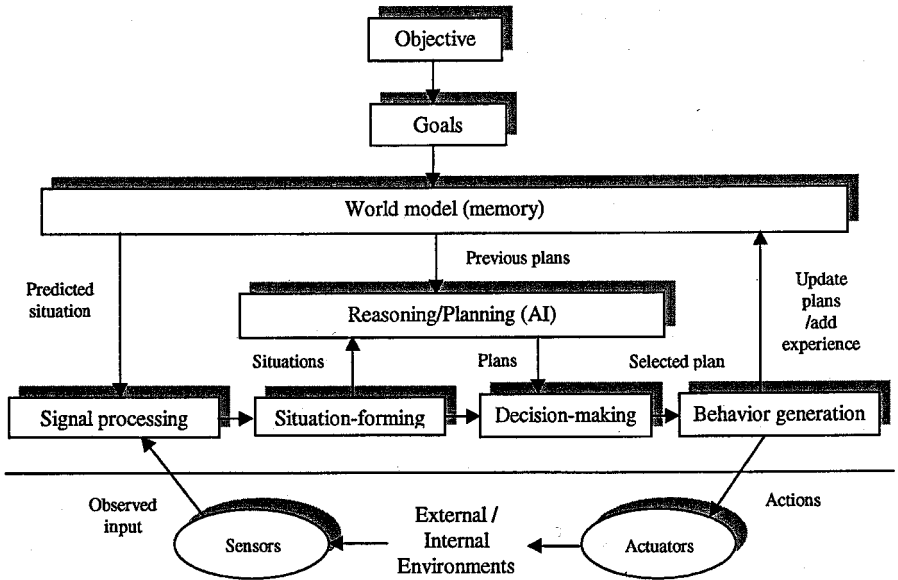 Objective
Goals
World model (memory)
Previous plans
Predicted
situation
Update
plans
/add
experience
Reasoning/Planning (AI)
Situations
Plans
Selected plan
Signal processing
Situation-forming
Decision-making
Behavior generation
Observed
input
External /
Internal
Environments
Actions
Sensors
Actuators